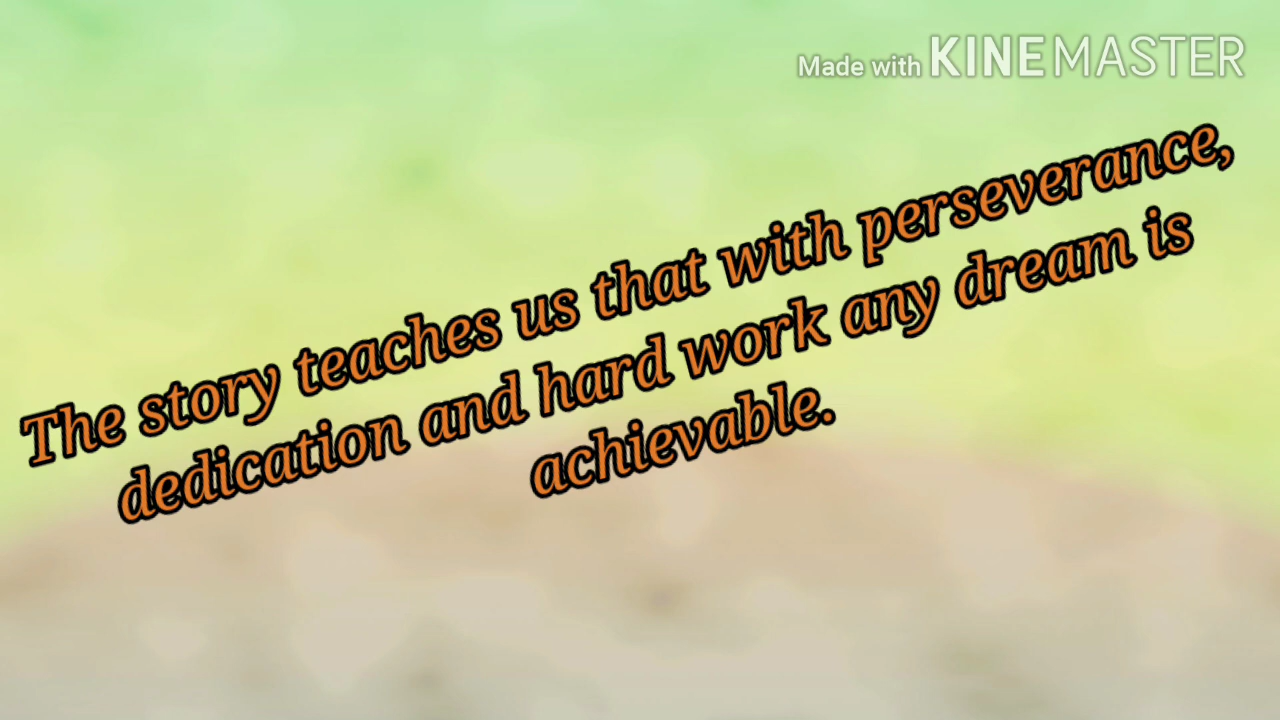 Made with KINEMASTER
The story teaches us that with perseverance,
dedication and hard work any dream is
achievable.